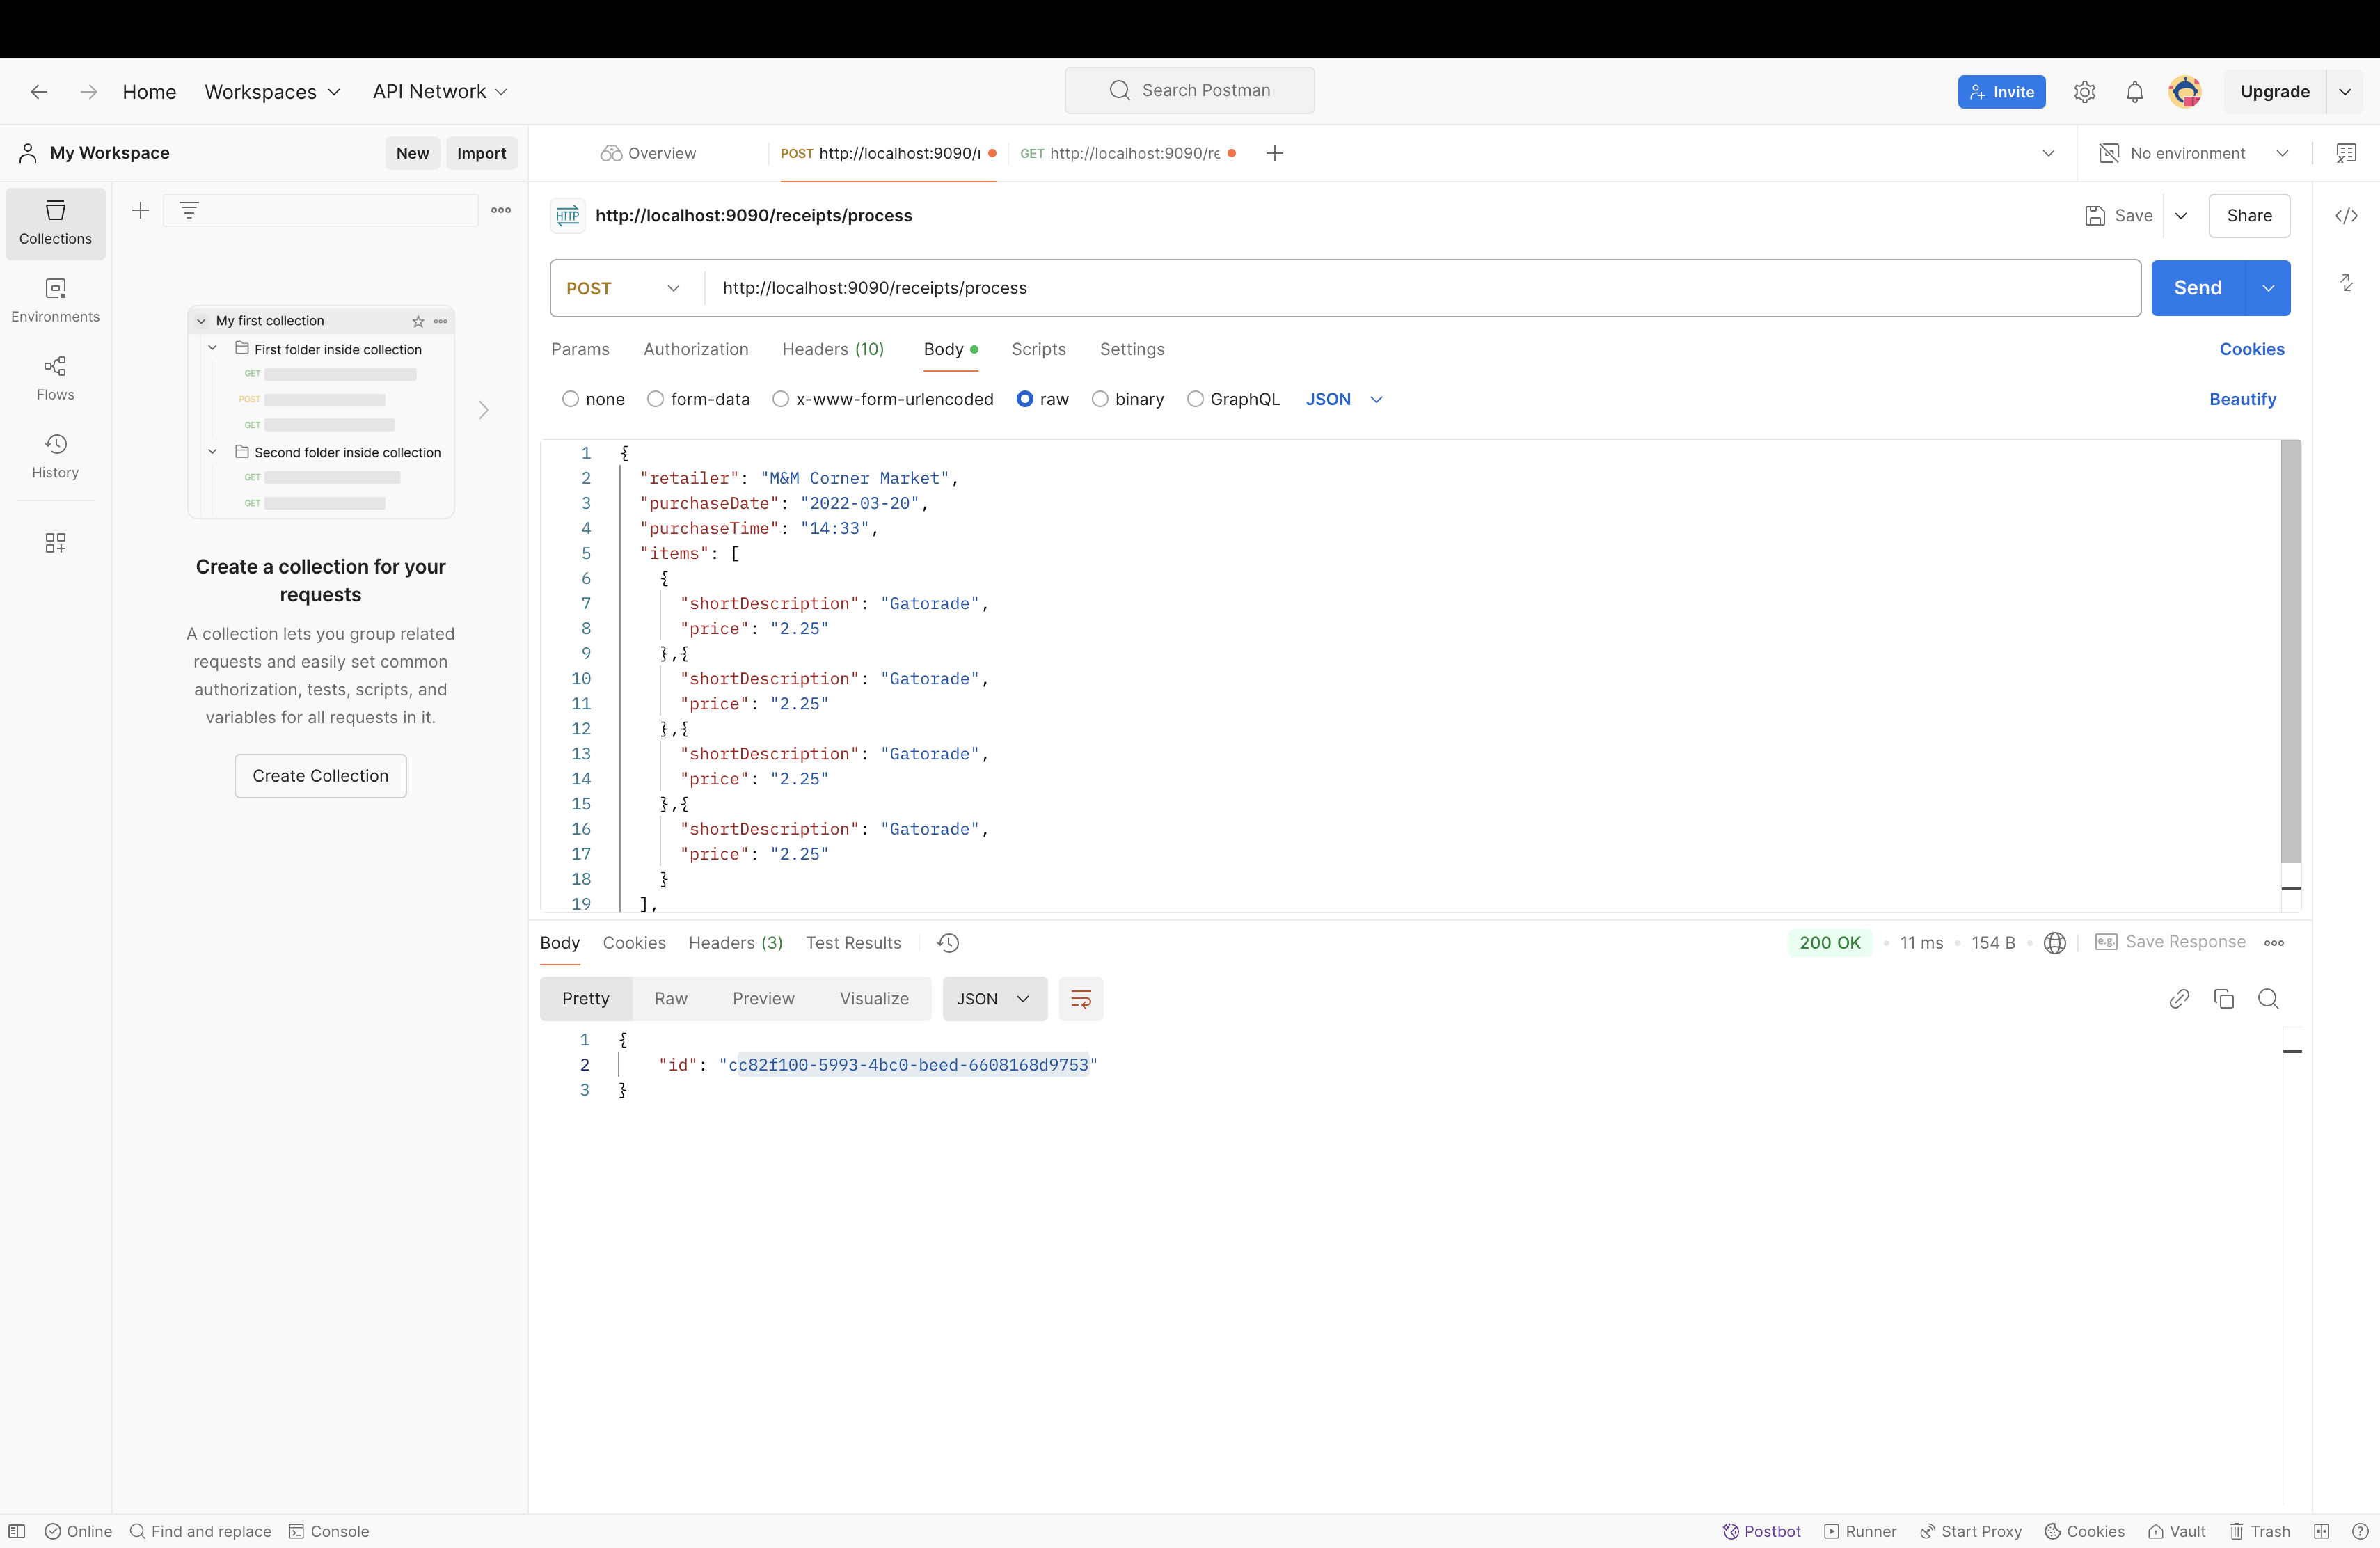 Home Workspaces API Network Search Postman Invite Upgrade
My Workspace New Import Overview POST http://localhost:9090/r GET http://localhost:9090/re No environment
Collections
Environments
Flows
History
My first collection
First folder inside collection
GET
POST
GET
Second folder inside collection
GET
GET
Create a collection for your
requests
A collection lets you group related
requests and easily set common
authorization, tests, scripts, and
variables for all requests in it.
Create Collection
HTTP http://localhost:9090/receipts/process Save Share
POST http://localhost:9090/receipts/process Send
Params Authorization Headers (10) Body Scripts Settings Cookies
none form-data x-www-form-urlencoded raw binary GraphQL JSON Beautify
1 {
2 "retailer": "M&M Corner Market",
3 "purchaseDate": "2022-03-20",
4 "purchaseTime": "14:33",
5 "items": [
6 {
7 "shortDescription": "Gatorade",
8 "price": "2.25"
9 },{
10 "shortDescription": "Gatorade",
11 "price": "2.25"
12 },{
13 "shortDescription": "Gatorade",
14 "price": "2.25"
15 },{
16 "shortDescription": "Gatorade",
17 "price": "2.25"
18 }
19 ],
Body Cookies Headers (3) Test Results 200 OK 11 ms 154 B e.g. Save Response
Pretty Raw Preview Visualize JSON
1 {
2 "id": "cc82f100-5993-4bc0-beed-6608168d9753"
3 }
Online Find and replace Console Postbot Runner Start Proxy Cookies Vault Trash